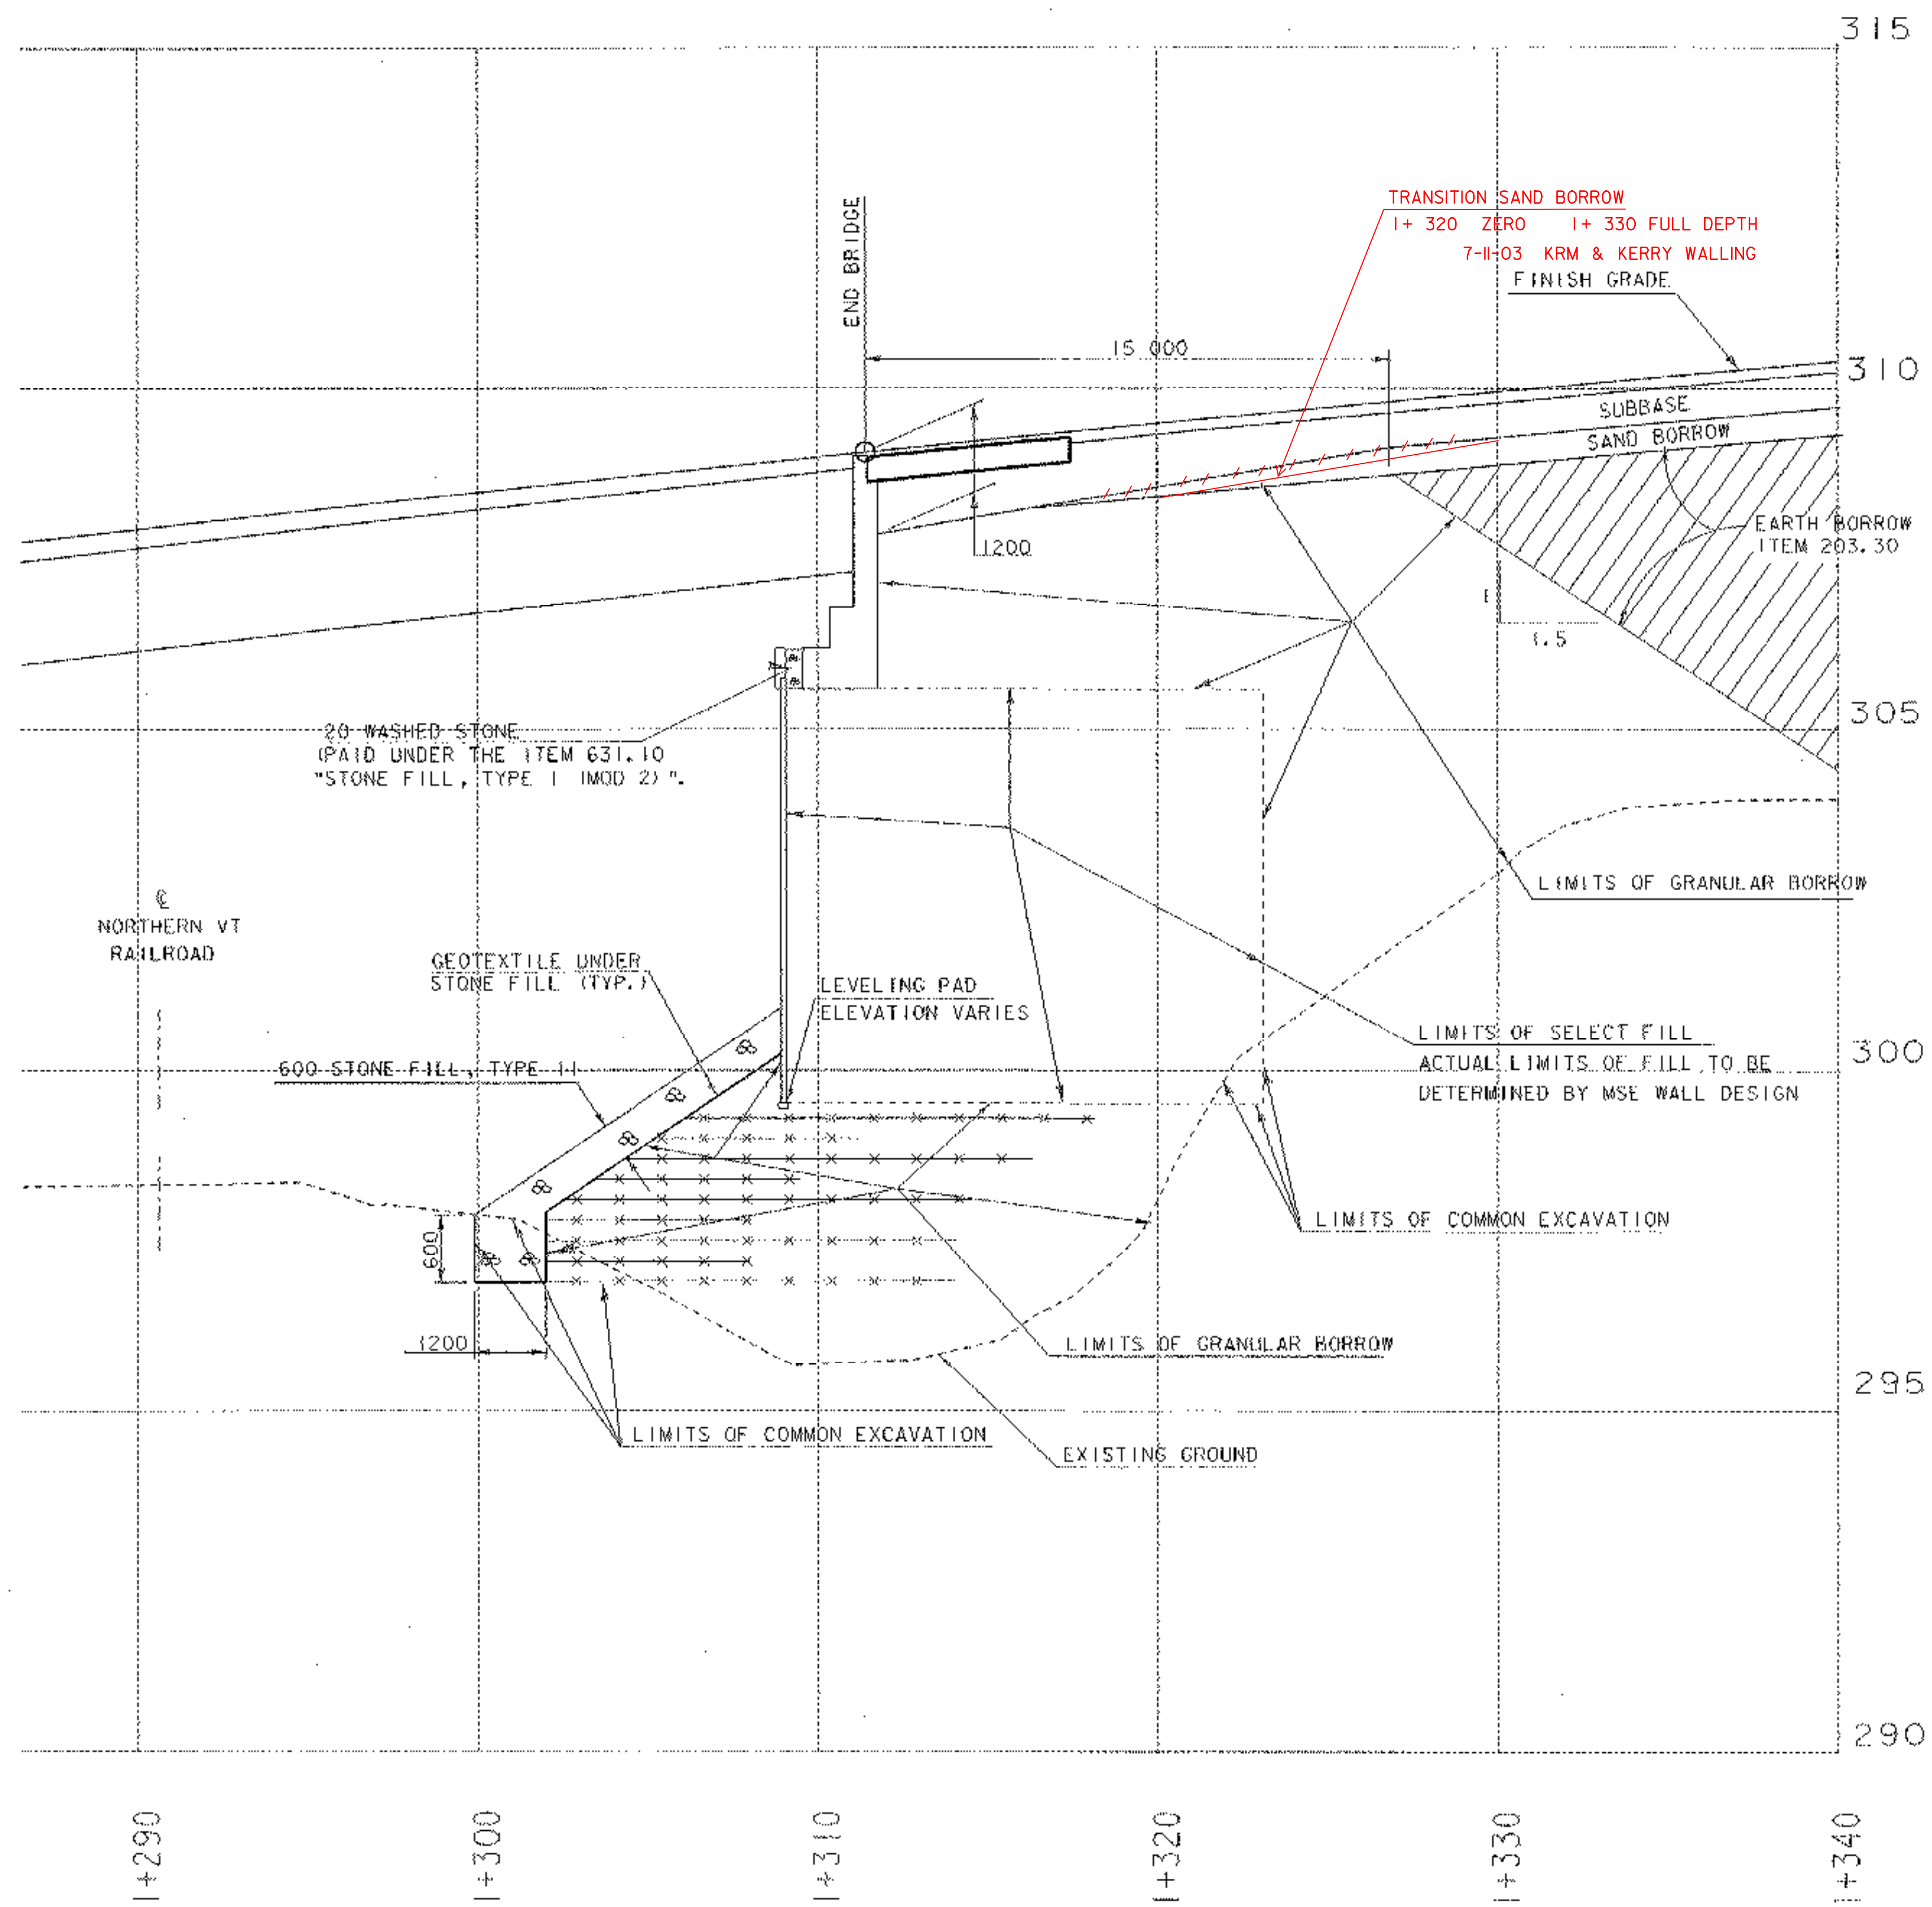 315
TRANSITION SAND BORROW
1+ 320 ZERO 1+ 330 FULL DEPTH
7-11-03 KRM & KERRY WALLING
FINISH GRADE
END BRIDGE
15 000
310
SUBBASE
SAND BORROW
1200
EARTH BORROW
ITEM 203.30
1.5
305
20 WASHED STONE
(PAID UNDER THE ITEM 631.10
"STONE FILL, TYPE I (MOD 2)".
LIMITS OF GRANULAR BORROW
℄
NORTHERN VT
RAILROAD
GEOTEXTILE UNDER
STONE FILL (TYP.)
LEVELING PAD
ELEVATION VARIES
LIMITS OF SELECT FILL
ACTUAL LIMITS OF FILL TO BE
DETERMINED BY MSE WALL DESIGN
300
600 STONE FILL, TYPE II
LIMITS OF COMMON EXCAVATION
600
1200
LIMITS OF GRANULAR BORROW
295
LIMITS OF COMMON EXCAVATION
EXISTING GROUND
290
1+290
1+300
1+310
1+320
1+330
1+340